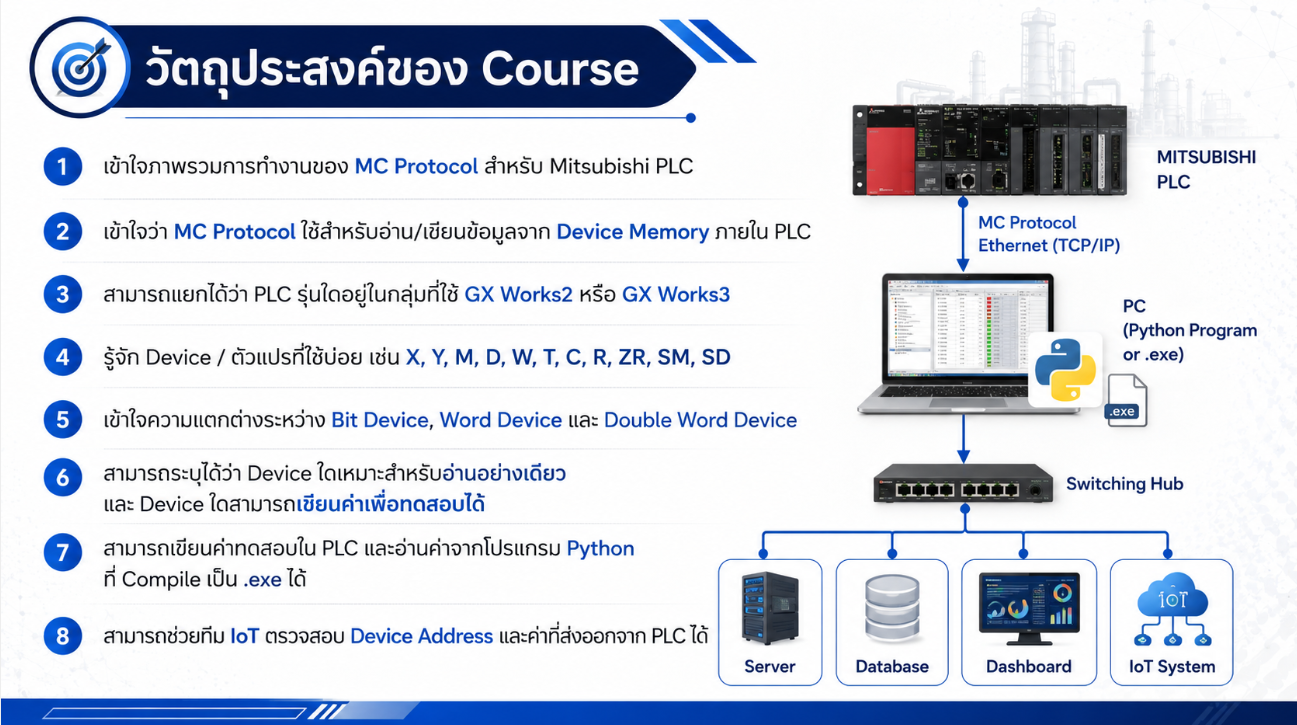 วัตถุประสงค์ของ Course
1
เข้าใจภาพรวมการทำงานของ MC Protocol สำหรับ Mitsubishi PLC
2
เข้าใจว่า MC Protocol ใช้สำหรับอ่าน/เขียนข้อมูลจาก Device Memory ภายใน PLC
3
สามารถแยกได้ว่า PLC รุ่นใดอยู่ในกลุ่มที่ใช้ GX Works2 หรือ GX Works3
4
รู้จัก Device / ตัวแปรที่ใช้บ่อย เช่น X, Y, M, D, W, T, C, R, ZR, SM, SD
5
เข้าใจความแตกต่างระหว่าง Bit Device, Word Device และ Double Word Device
6
สามารถระบุได้ว่า Device ใดเหมาะสำหรับอ่านอย่างเดียว
และ Device ใดสามารถเขียนค่าเพื่อทดสอบได้
7
สามารถเขียนค่าทดสอบใน PLC และอ่านค่าจากโปรแกรม Python
ที่ Compile เป็น .exe ได้
8
สามารถช่วยทีม IoT ตรวจสอบ Device Address และค่าที่ส่งออกจาก PLC ได้
MITSUBISHI
PLC
MC Protocol
Ethernet (TCP/IP)
PC
(Python Program
or .exe)
.exe
Switching Hub
Server
Database
Dashboard
IoT
IoT System